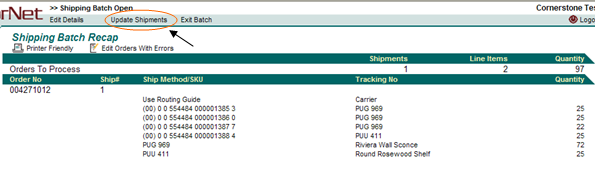 orNet >> Shipping Batch Open Cornerstone Tes
Edit Details Update Shipments Exit Batch Logo
Shipping Batch Recap
Printer Friendly Edit Orders With Errors
Shipments Line Items Quantity
Orders To Process 1 2 97
Order No Ship# Ship Method/SKU Tracking No Quantity
004271012 1
Use Routing Guide Carrier
(00) 0 0 554484 000001385 3 PUG 969 25
(00) 0 0 554484 000001386 0 PUG 969 25
(00) 0 0 554484 000001387 7 PUG 969 22
(00) 0 0 554484 000001388 4 PUU 411 25
PUG 969 Riviera Wall Sconce 72
PUU 411 Round Rosewood Shelf 25